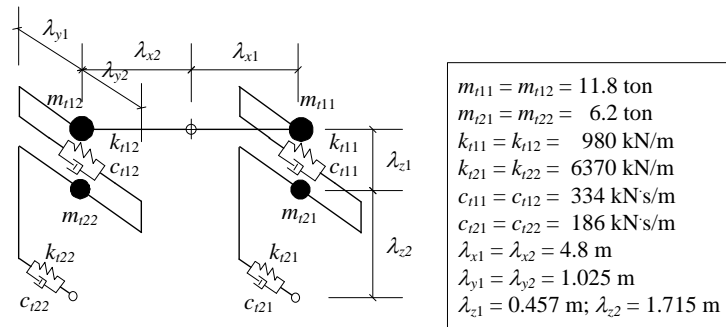 λy1
λx2
λx1
λy2
mt12
mt11
kt12
ct12
kt11
ct11
λz1
mt22
mt21
kt22
kt21
λz2
ct22
ct21
mt11 = mt12 = 11.8 ton
mt21 = mt22 = 6.2 ton
kt11 = kt12 = 980 kN/m
kt21 = kt22 = 6370 kN/m
ct11 = ct12 = 334 kN·s/m
ct21 = ct22 = 186 kN·s/m
λx1 = λx2 = 4.8 m
λy1 = λy2 = 1.025 m
λz1 = 0.457 m; λz2 = 1.715 m